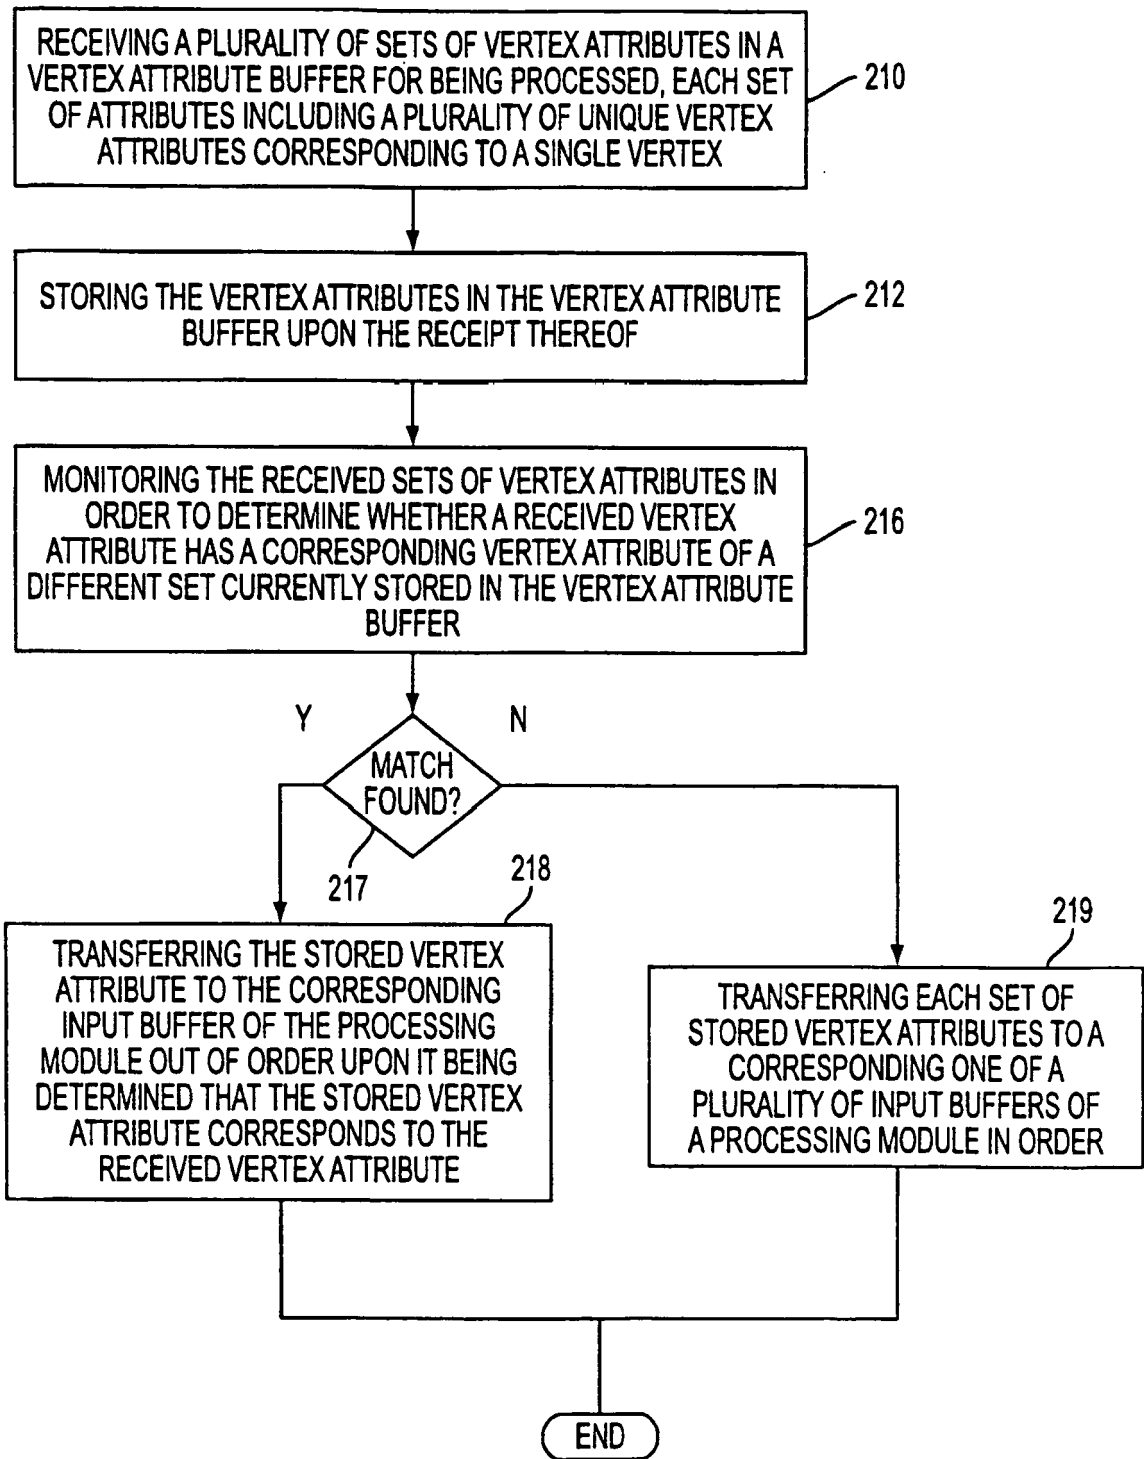 RECEIVING A PLURALITY OF SETS OF VERTEX ATTRIBUTES IN A
VERTEX ATTRIBUTE BUFFER FOR BEING PROCESSED, EACH SET
OF ATTRIBUTES INCLUDING A PLURALITY OF UNIQUE VERTEX
ATTRIBUTES CORRESPONDING TO A SINGLE VERTEX
210
STORING THE VERTEX ATTRIBUTES IN THE VERTEX ATTRIBUTE
BUFFER UPON THE RECEIPT THEREOF
212
MONITORING THE RECEIVED SETS OF VERTEX ATTRIBUTES IN
ORDER TO DETERMINE WHETHER A RECEIVED VERTEX
ATTRIBUTE HAS A CORRESPONDING VERTEX ATTRIBUTE OF A
DIFFERENT SET CURRENTLY STORED IN THE VERTEX ATTRIBUTE
BUFFER
216
Y
N
MATCH
FOUND?
217
218
TRANSFERRING THE STORED VERTEX
ATTRIBUTE TO THE CORRESPONDING
INPUT BUFFER OF THE PROCESSING
MODULE OUT OF ORDER UPON IT BEING
DETERMINED THAT THE STORED VERTEX
ATTRIBUTE CORRESPONDS TO THE
RECEIVED VERTEX ATTRIBUTE
219
TRANSFERRING EACH SET OF
STORED VERTEX ATTRIBUTES TO A
CORRESPONDING ONE OF A
PLURALITY OF INPUT BUFFERS OF
A PROCESSING MODULE IN ORDER
END